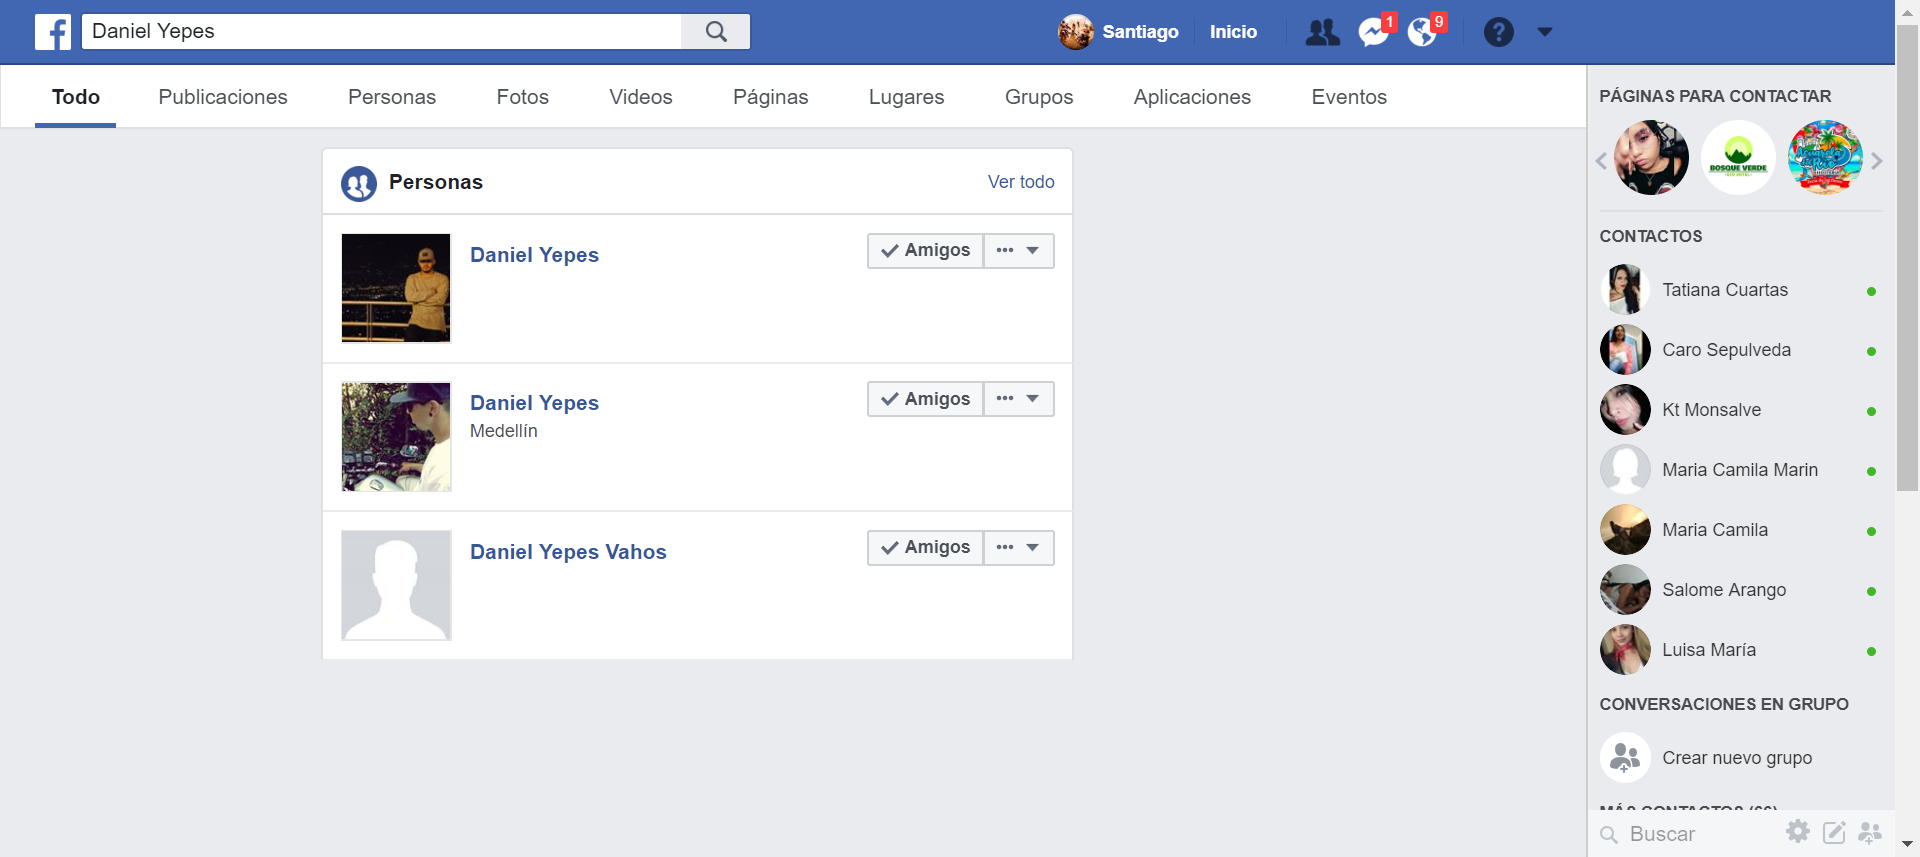 Daniel Yepes
Santiago
Inicio
1
9
Todo
Publicaciones
Personas
Fotos
Videos
Páginas
Lugares
Grupos
Aplicaciones
Eventos
Personas
Ver todo
Daniel Yepes
Amigos
Daniel Yepes
Medellín
Amigos
Daniel Yepes Vahos
Amigos
PÁGINAS PARA CONTACTAR
BOSQUE VERDE
CONTACTOS
Tatiana Cuartas
Caro Sepulveda
Kt Monsalve
Maria Camila Marin
Maria Camila
Salome Arango
Luisa María
CONVERSACIONES EN GRUPO
Crear nuevo grupo
MÁS CONTACTOS (66)
Buscar